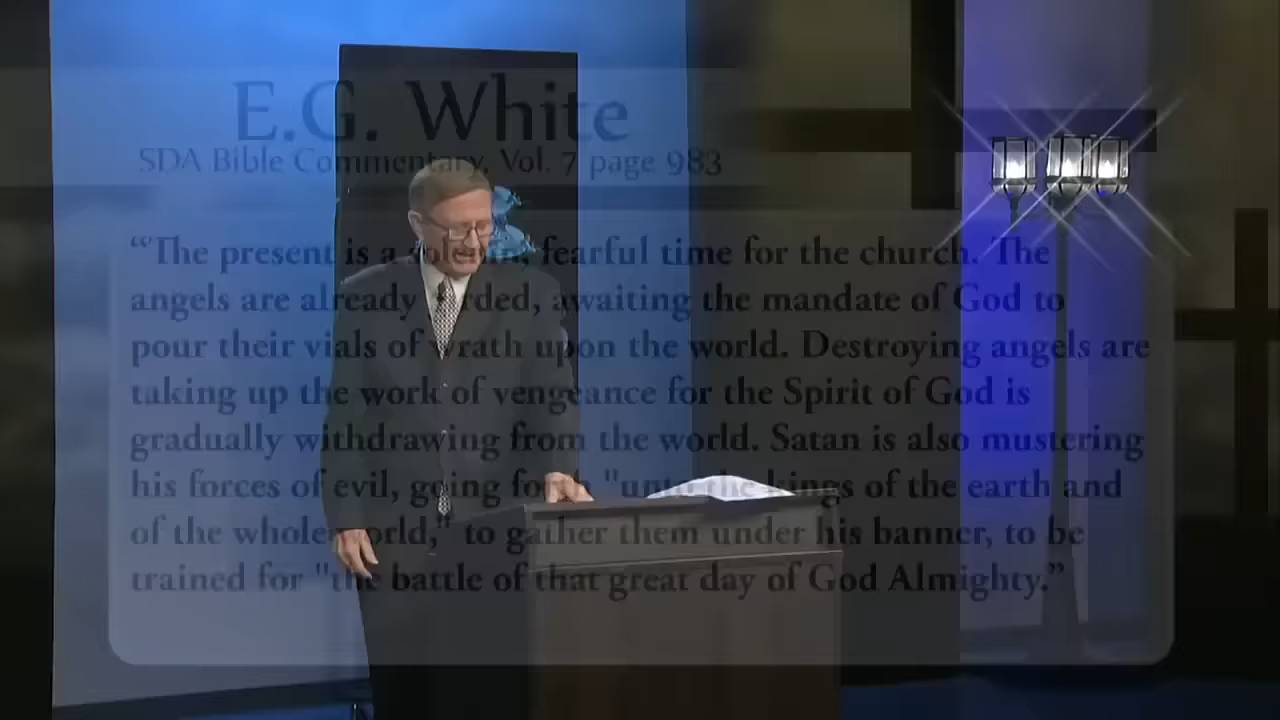 E.G. White
SDA Bible Commentary, Vol. 7 page 983
“The present is a solemn, fearful time for the church. The
angels are already girded, awaiting the mandate of God to
pour their vials of wrath upon the world. Destroying angels are
taking up the work of vengeance for the Spirit of God is
gradually withdrawing from the world. Satan is also mustering
his forces of evil, going forth "unto the kings of the earth and
of the whole world," to gather them under his banner, to be
trained for "the battle of that great day of God Almighty.”